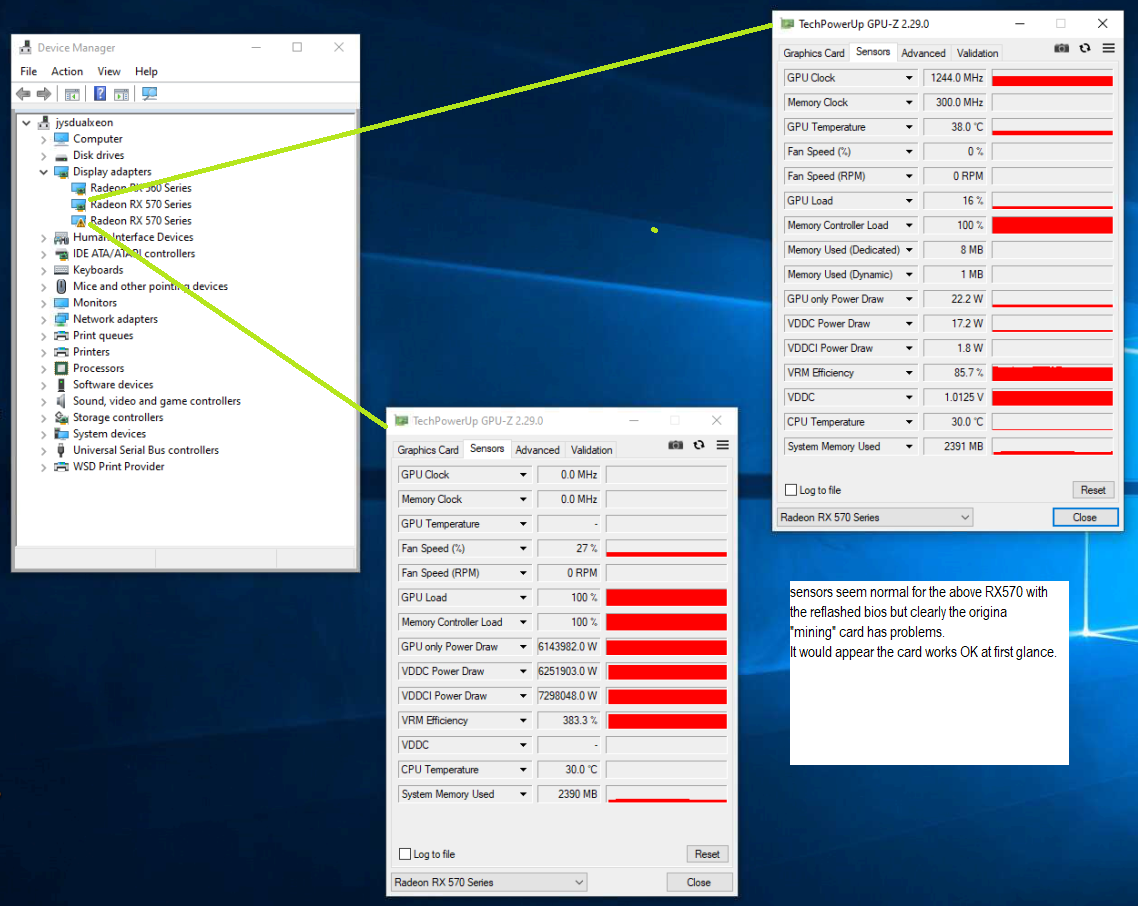 Device Manager
File Action View Help
jysdualxeon
Computer
Disk drives
Display adapters
Radeon RX 560 Series
Radeon RX 570 Series
Radeon RX 570 Series
Human Interface Devices
IDE ATA/ATAPI controllers
Keyboards
Mice and other pointing devices
Monitors
Network adapters
Print queues
Printers
Processors
Software devices
Sound, video and game controllers
Storage controllers
System devices
Universal Serial Bus controllers
WSD Print Provider
TechPowerUp GPU-Z 2.29.0
Graphics Card Sensors Advanced Validation
GPU Clock 1244.0 MHz
Memory Clock 300.0 MHz
GPU Temperature 38.0 °C
Fan Speed (%) 0 %
Fan Speed (RPM) 0 RPM
GPU Load 16 %
Memory Controller Load 100 %
Memory Used (Dedicated) 8 MB
Memory Used (Dynamic) 1 MB
GPU only Power Draw 22.2 W
VDDC Power Draw 17.2 W
VDDCI Power Draw 1.8 W
VRM Efficiency 85.7 %
VDDC 1.0125 V
CPU Temperature 30.0 °C
System Memory Used 2391 MB
Log to file Reset
Radeon RX 570 Series Close
TechPowerUp GPU-Z 2.29.0
Graphics Card Sensors Advanced Validation
GPU Clock 0.0 MHz
Memory Clock 0.0 MHz
GPU Temperature -
Fan Speed (%) 27 %
Fan Speed (RPM) 0 RPM
GPU Load 100 %
Memory Controller Load 100 %
GPU only Power Draw 6143982.0 W
VDDC Power Draw 6251903.0 W
VDDCI Power Draw 7298048.0 W
VRM Efficiency 383.3 %
VDDC -
CPU Temperature 30.0 °C
System Memory Used 2390 MB
Log to file Reset
Radeon RX 570 Series Close
sensors seem normal for the above RX570 with
the reflashed bios but clearly the origina
"mining" card has problems.
It would appear the card works OK at first glance.